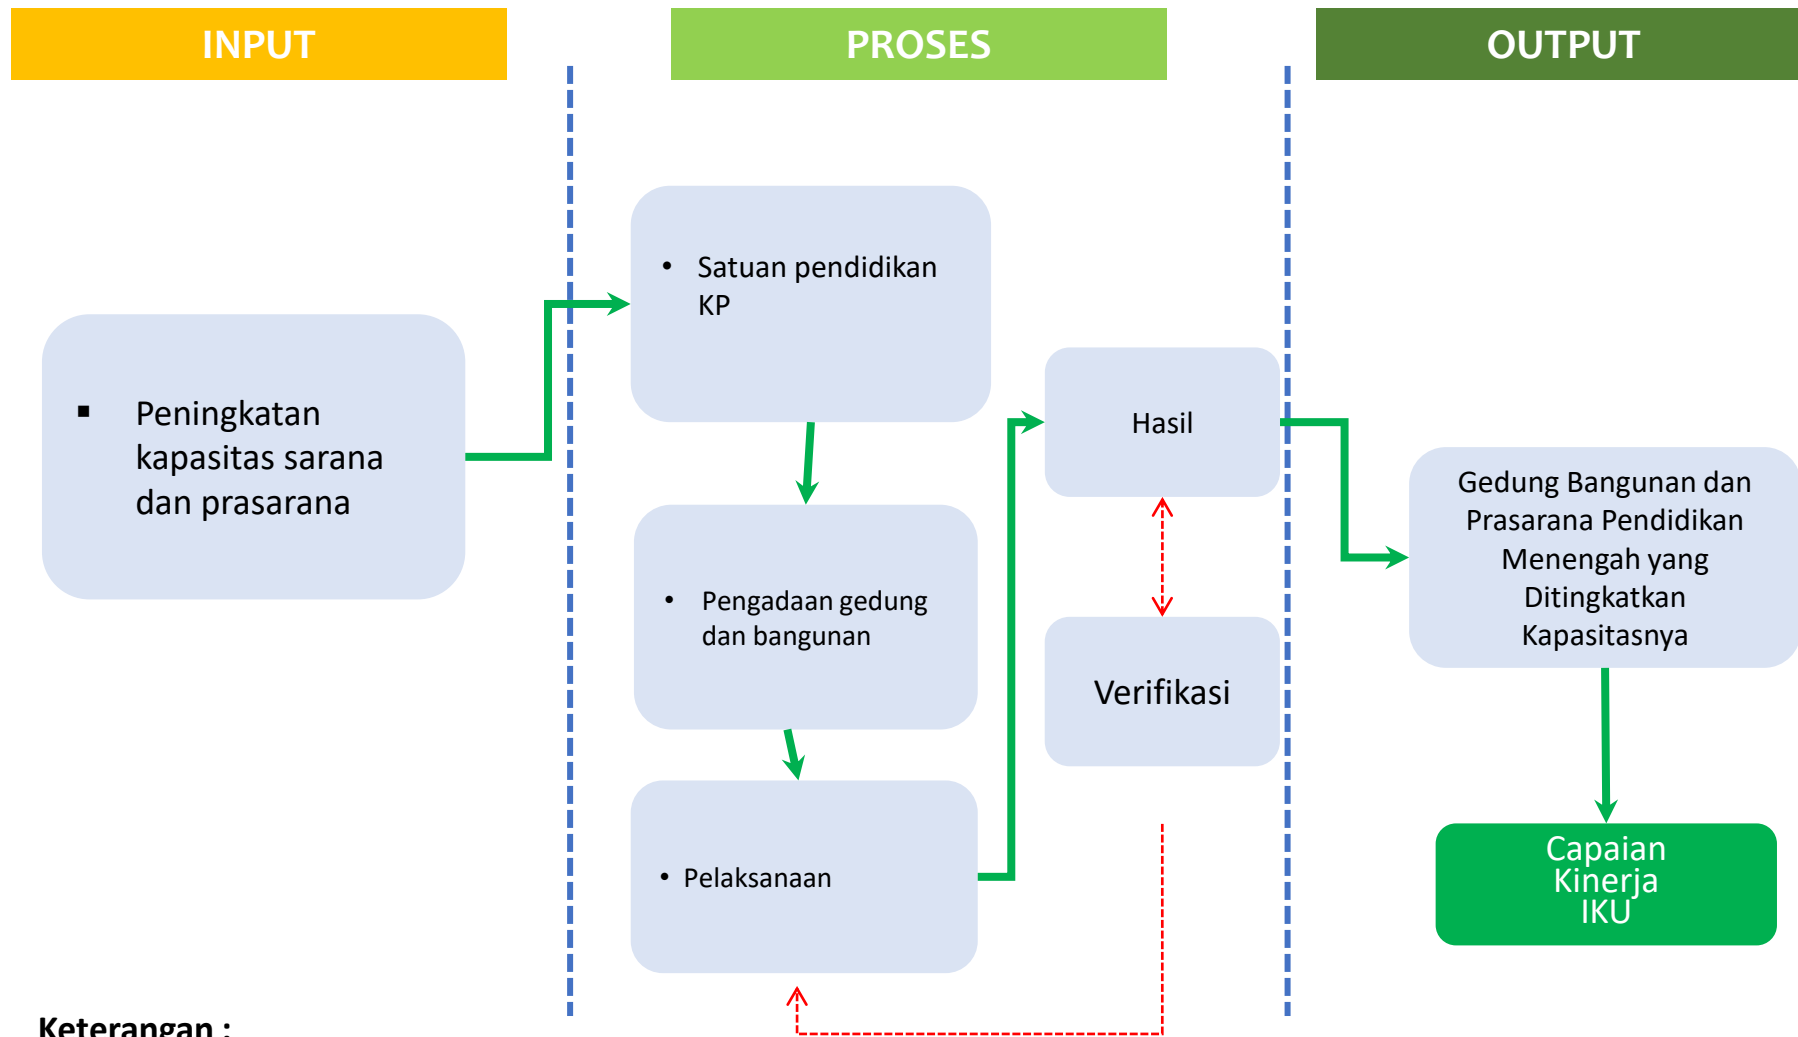 INPUT
PROSES
OUTPUT
▪ Peningkatan
kapasitas sarana
dan prasarana
• Satuan pendidikan
KP
• Pengadaan gedung
dan bangunan
• Pelaksanaan
Hasil
Verifikasi
Gedung Bangunan dan
Prasarana Pendidikan
Menengah yang
Ditingkatkan
Kapasitasnya
Capaian
Kinerja
IKU
Keterangan :